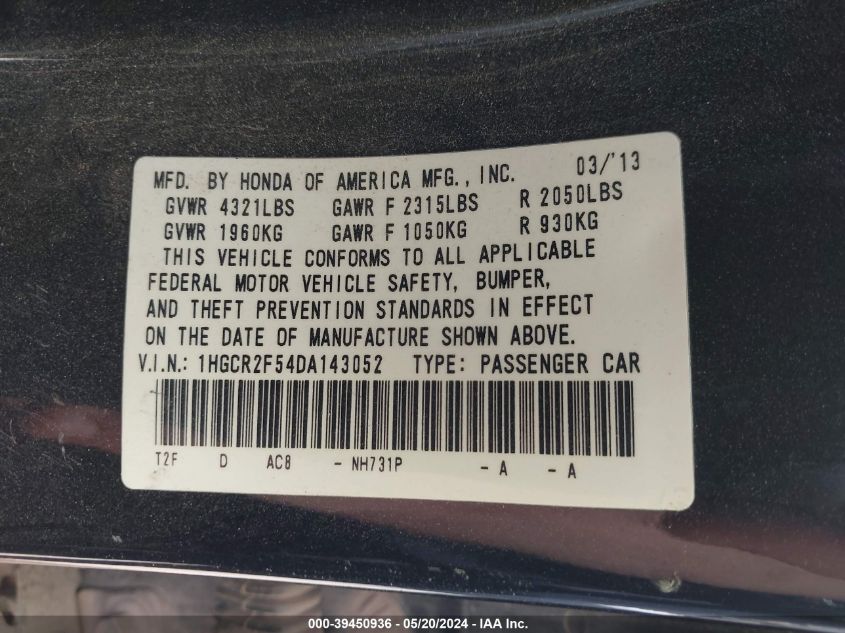 MFD. BY HONDA OF AMERICA MFG., INC. 03/'13
GVWR 4321LBS GAWR F 2315LBS R 2050LBS
GVWR 1960KG GAWR F 1050KG R 930KG
THIS VEHICLE CONFORMS TO ALL APPLICABLE
FEDERAL MOTOR VEHICLE SAFETY, BUMPER,
AND THEFT PREVENTION STANDARDS IN EFFECT
ON THE DATE OF MANUFACTURE SHOWN ABOVE.
V.I.N.: 1HGCR2F54DA143052 TYPE: PASSENGER CAR
T2F D AC8 - NH731P - A - A
000-39450936 - 05/20/2024 - IAA Inc.